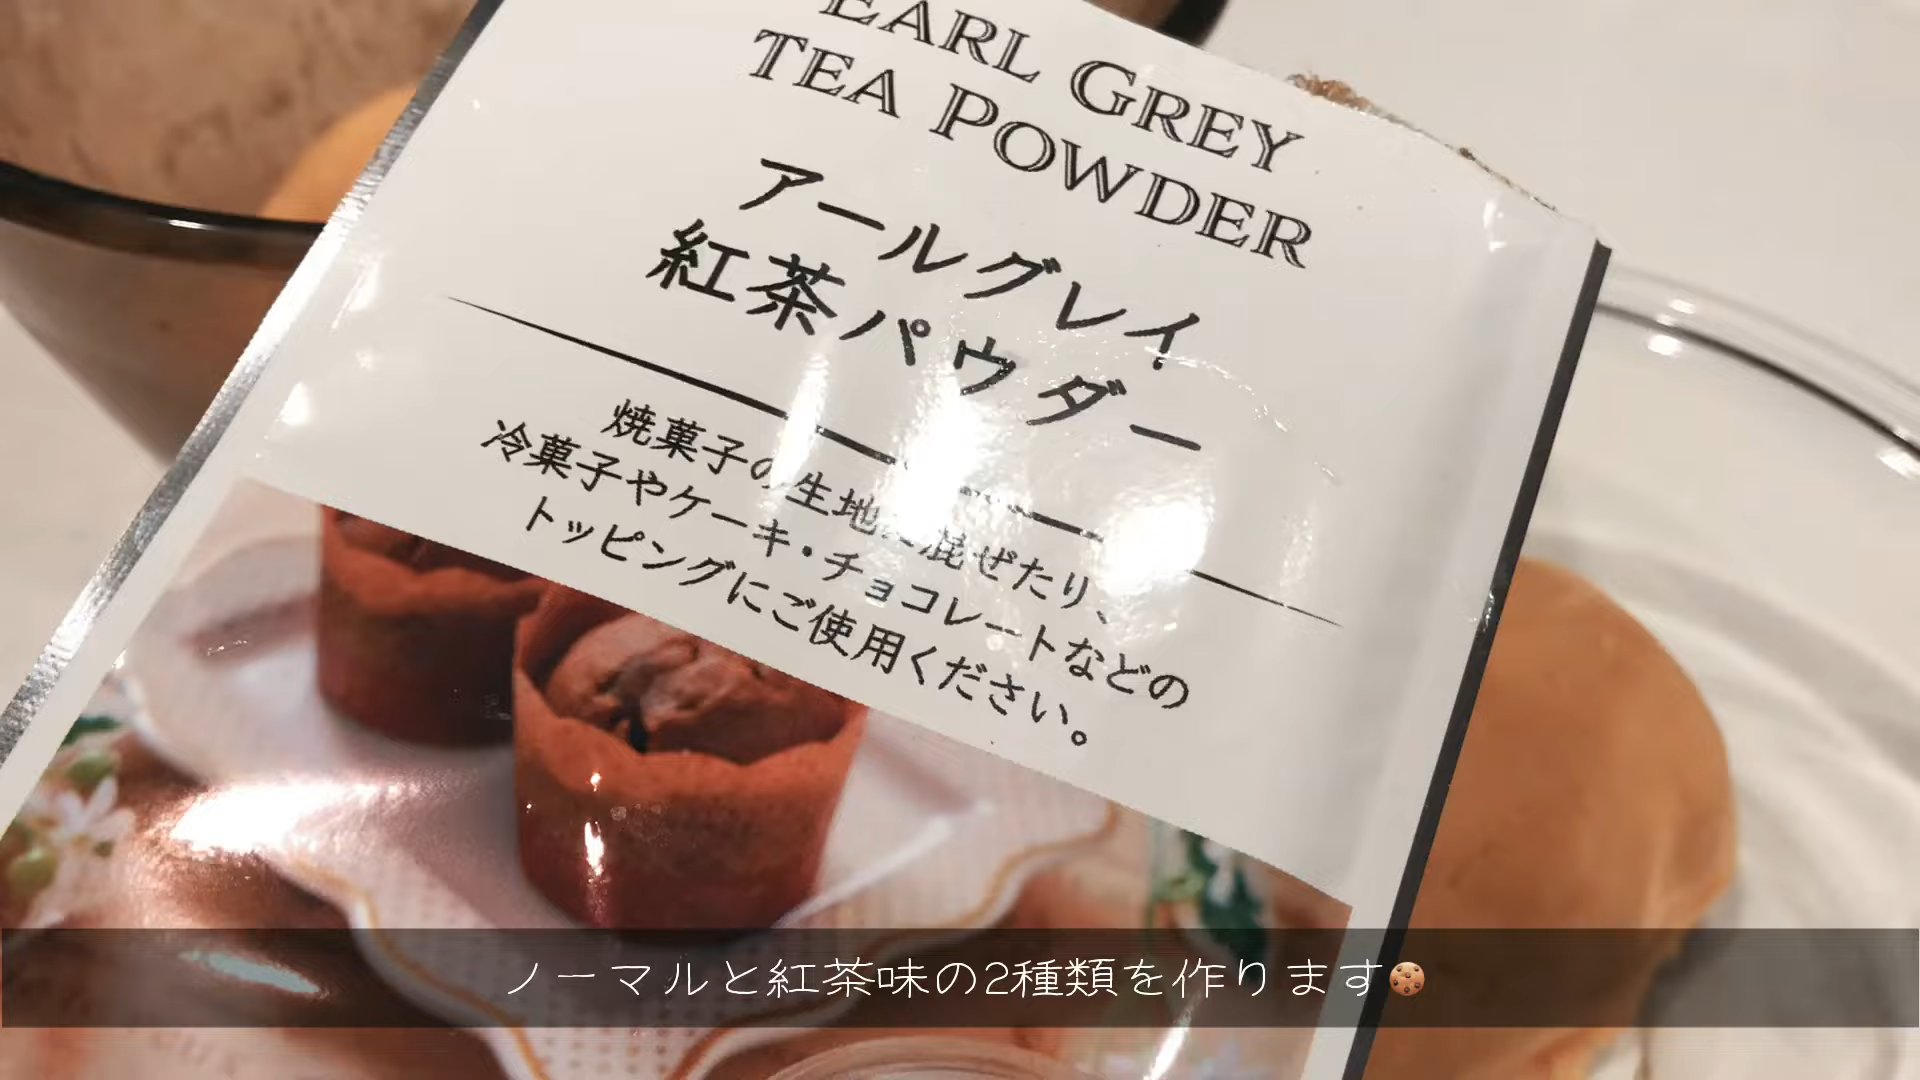 EARL GREY
TEA POWDER
アールグレイ
紅茶パウダー
焼菓子の生地に混ぜたり、
冷菓子やケーキ・チョコレートなどの
トッピングにご使用ください。
ノーマルと紅茶味の2種類を作ります🍪